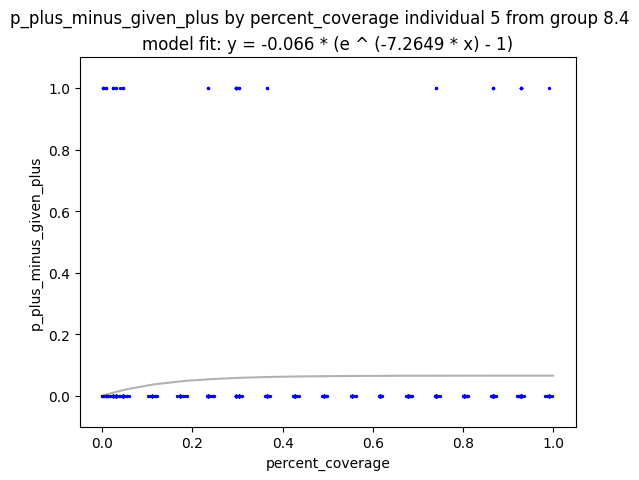 p_plus_minus_given_plus by percent_coverage individual 5 from group 8.4
model fit: y = -0.066 * (e ^ (-7.2649 * x) - 1)
1.0
0.8
0.6
0.4
0.2
0.0
p_plus_minus_given_plus
0.0 0.2 0.4 0.6 0.8 1.0
percent_coverage